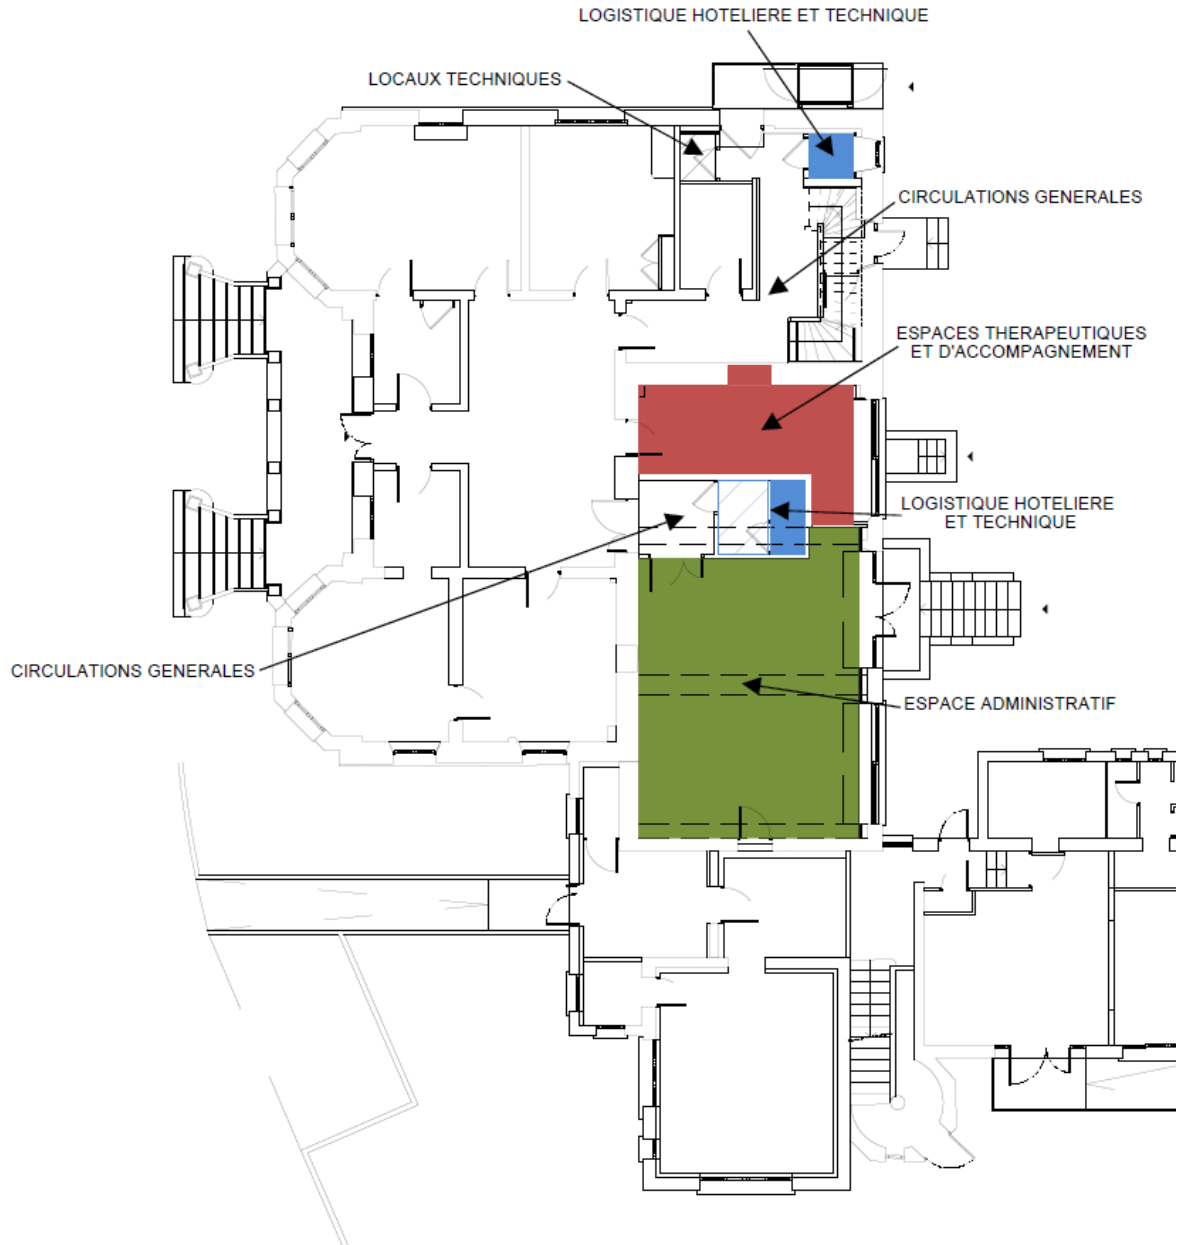 LOGISTIQUE HOTELIERE ET TECHNIQUE
LOCAUX TECHNIQUES
CIRCULATIONS GENERALES
ESPACES THERAPEUTIQUES
ET D'ACCOMPAGNEMENT
LOGISTIQUE HOTELIERE
ET TECHNIQUE
CIRCULATIONS GENERALES
ESPACE ADMINISTRATIF